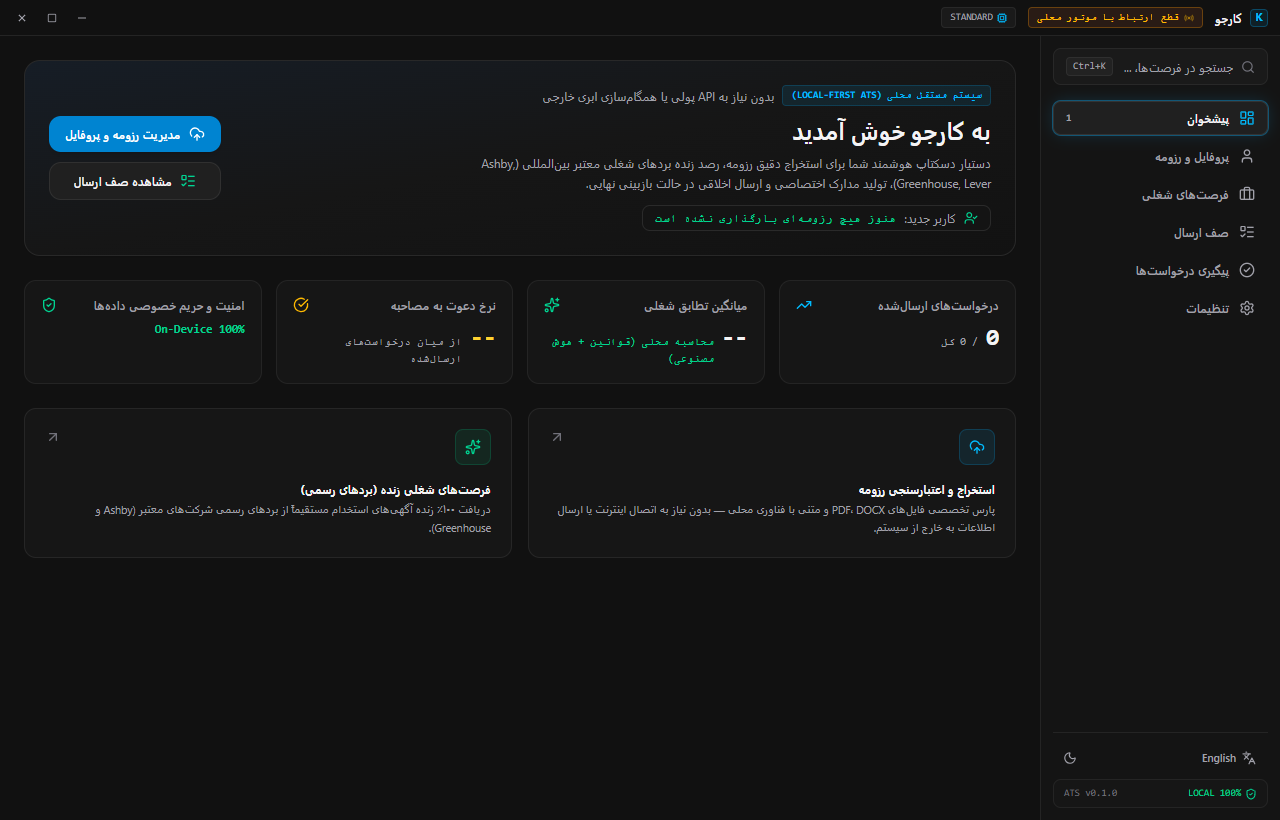 K کارجو
قطع ارتباط با موتور محلی
STANDARD
جستجو در فرصت‌ها، ...
Ctrl+K
پیشخوان
1
پروفایل و رزومه
فرصت‌های شغلی
صف ارسال
پیگیری درخواست‌ها
تنظیمات
English
LOCAL 100%
ATS v0.1.0
سیستم مستقل محلی (LOCAL-FIRST ATS)
بدون نیاز به API پولی یا همگام‌سازی ابری خارجی
به کارجو خوش آمدید
دستیار دسکتاپ هوشمند شما برای استخراج دقیق رزومه، رصد زنده بردهای شغلی معتبر بین‌المللی (Ashby,
Greenhouse, Lever)، تولید مدارک اختصاصی و ارسال اخلاقی در حالت بازبینی نهایی.
کاربر جدید: هنوز هیچ رزومه‌ای بارگذاری نشده است
مدیریت رزومه و پروفایل
مشاهده صف ارسال
درخواست‌های ارسال‌شده
0 / 0 کل
میانگین تطابق شغلی
-- محاسبه محلی (قوانین + هوش
مصنوعی)
نرخ دعوت به مصاحبه
-- از میان درخواست‌های
ارسال‌شده
امنیت و حریم خصوصی داده‌ها
On-Device 100%
استخراج و اعتبارسنجی رزومه
پارس تخصصی فایل‌های PDF، DOCX و متنی با فناوری محلی — بدون نیاز به اتصال اینترنت یا ارسال
اطلاعات به خارج از سیستم.
فرصت‌های شغلی زنده (بردهای رسمی)
دریافت ۱۰۰٪ زنده آگهی‌های استخدام مستقیماً از بردهای رسمی شرکت‌های معتبر (Ashby و
Greenhouse).